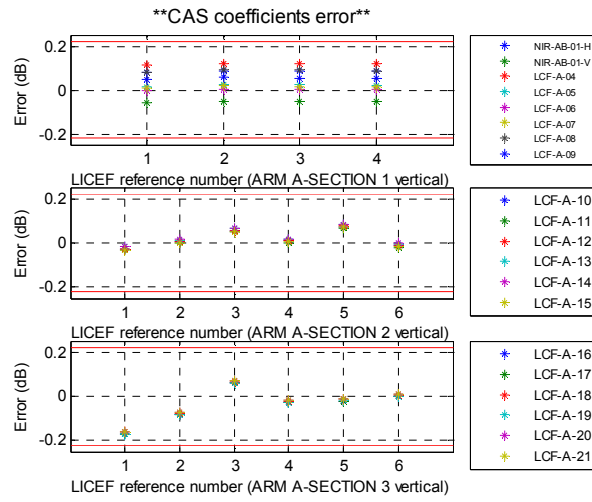 **CAS coefficients error**
Error (dB)
0.2
0
-0.2
1 2 3 4
LICEF reference number (ARM A-SECTION 1 vertical)
NIR-AB-01-H
NIR-AB-01-V
LCF-A-04
LCF-A-05
LCF-A-06
LCF-A-07
LCF-A-08
LCF-A-09
Error (dB)
0.2
0
-0.2
1 2 3 4 5 6
LICEF reference number (ARM A-SECTION 2 vertical)
LCF-A-10
LCF-A-11
LCF-A-12
LCF-A-13
LCF-A-14
LCF-A-15
Error (dB)
0.2
0
-0.2
1 2 3 4 5 6
LICEF reference number (ARM A-SECTION 3 vertical)
LCF-A-16
LCF-A-17
LCF-A-18
LCF-A-19
LCF-A-20
LCF-A-21